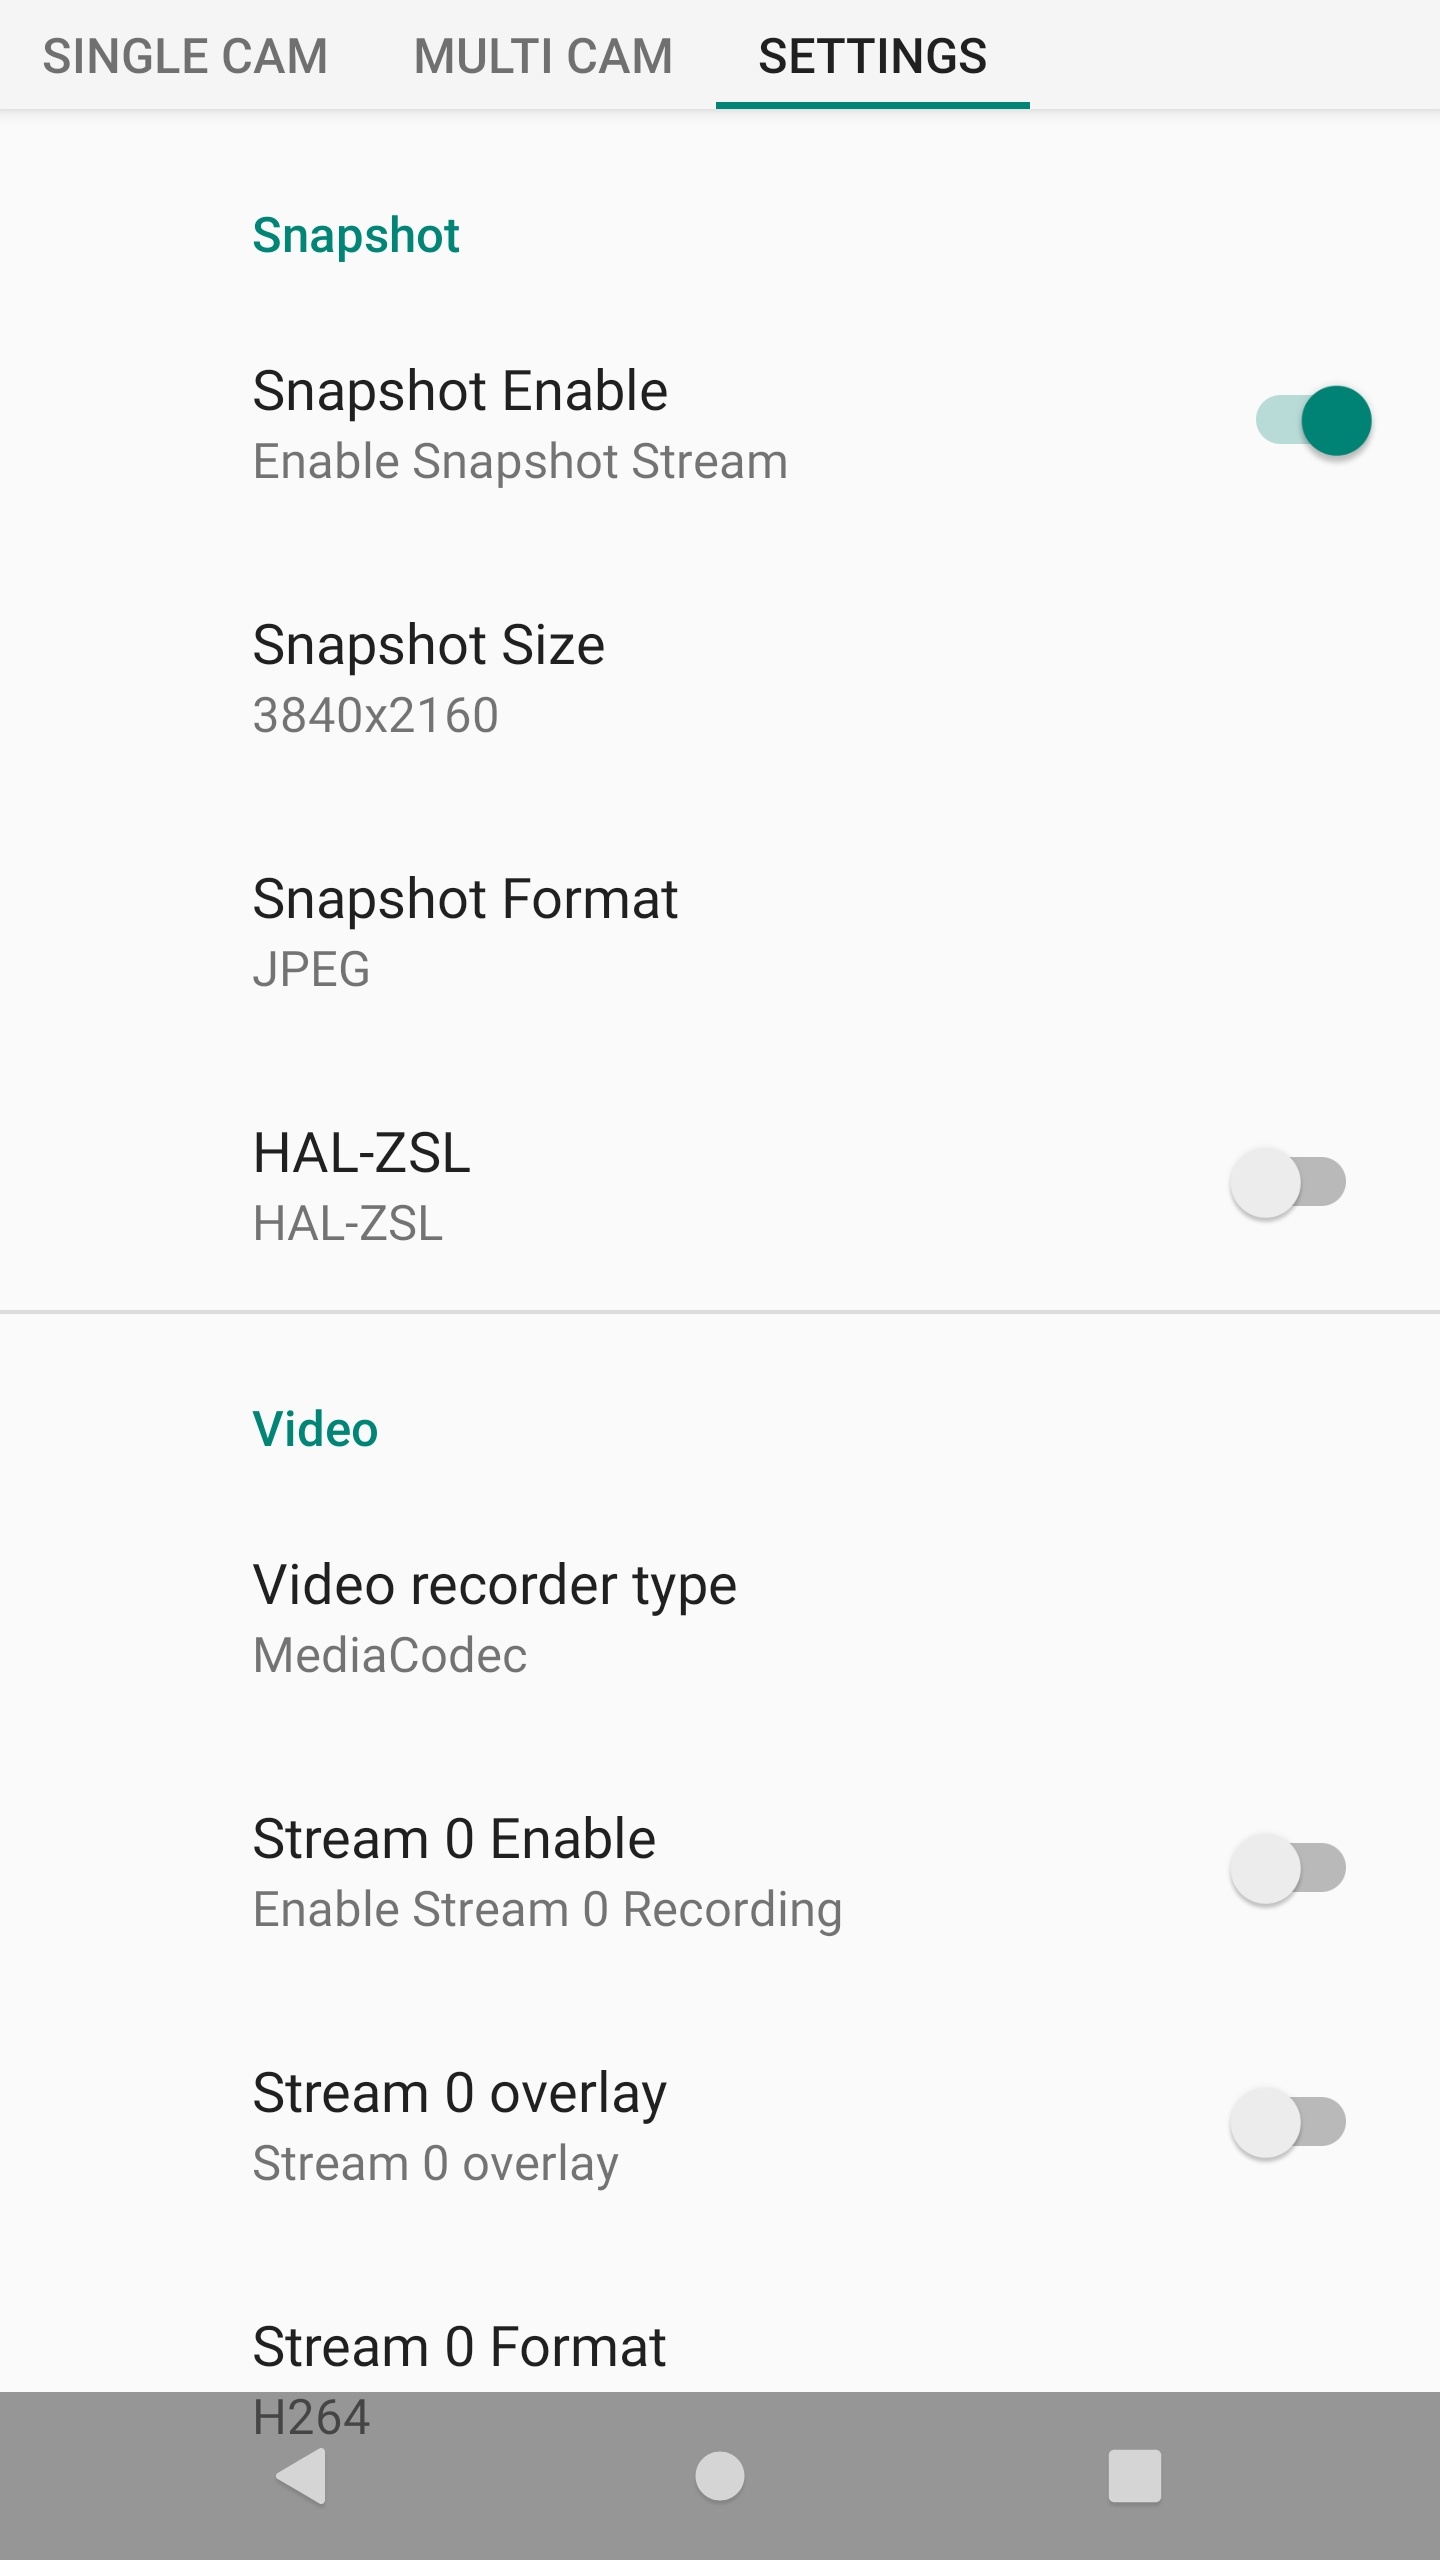 SINGLE CAM MULTI CAM SETTINGS
Snapshot
Snapshot Enable
Enable Snapshot Stream
Snapshot Size
3840x2160
Snapshot Format
JPEG
HAL-ZSL
HAL-ZSL
Video
Video recorder type
MediaCodec
Stream 0 Enable
Enable Stream 0 Recording
Stream 0 overlay
Stream 0 overlay
Stream 0 Format
H264